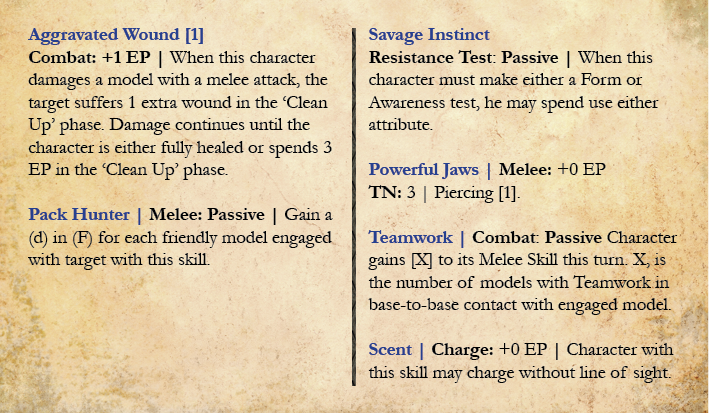 Aggravated Wound [1]
Combat: +1 EP | When this character
damages a model with a melee attack, the
target suffers 1 extra wound in the ‘Clean
Up’ phase. Damage continues until the
character is either fully healed or spends 3
EP in the ‘Clean Up’ phase.
Pack Hunter | Melee: Passive | Gain a
(d) in (F) for each friendly model engaged
with target with this skill.
Savage Instinct
Resistance Test: Passive | When this
character must make either a Form or
Awareness test, he may spend use either
attribute.
Powerful Jaws | Melee: +0 EP
TN: 3 | Piercing [1].
Teamwork | Combat: Passive Character
gains [X] to its Melee Skill this turn. X, is
the number of models with Teamwork in
base-to-base contact with engaged model.
Scent | Charge: +0 EP | Character with
this skill may charge without line of sight.